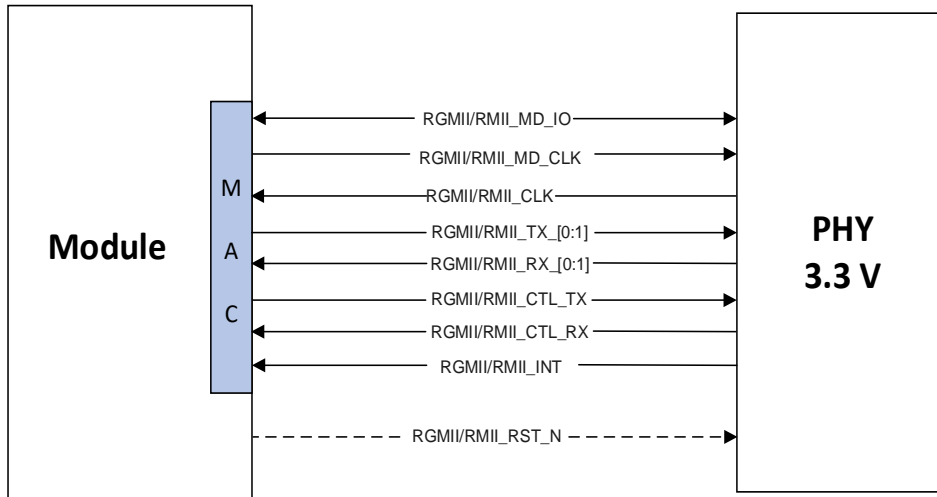 Module
M
A
C
RGMII/RMII_MD_IO
RGMII/RMII_MD_CLK
RGMII/RMII_CLK
RGMII/RMII_TX_[0:1]
RGMII/RMII_RX_[0:1]
RGMII/RMII_CTL_TX
RGMII/RMII_CTL_RX
RGMII/RMII_INT
RGMII/RMII_RST_N
PHY
3.3 V